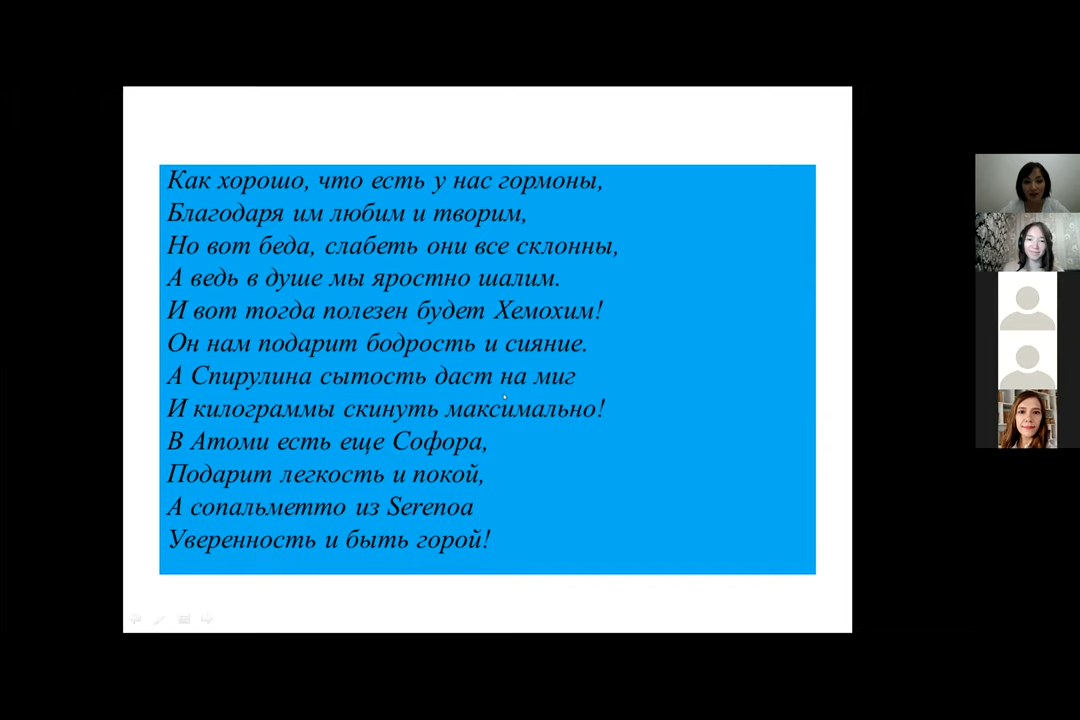 Как хорошо, что есть у нас гормоны,
Благодаря им любим и творим,
Но вот беда, слабеть они все склонны,
А ведь в душе мы яростно шалим.
И вот тогда полезен будет Хемохим!
Он нам подарит бодрость и сияние.
А Спирулина сытость даст на миг
И килограммы скинуть максимально!
В Атоми есть еще Софора,
Подарит легкость и покой,
А сопальметто из Serenoa
Уверенность и быть горой!